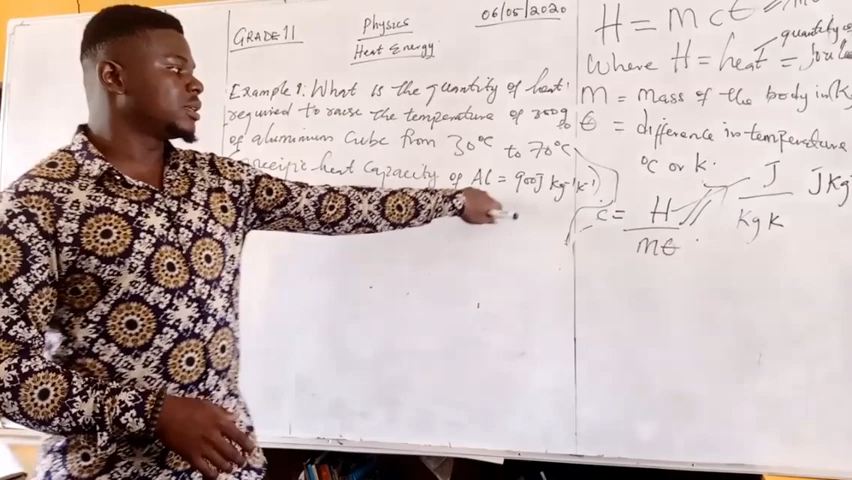 GRADE 11
Physics
06/05/2020
Heat Energy
Example 1: What is the quantity of heat
required to raise the temperature of 350g
of aluminium cube from 30°C to 70°C
specific heat capacity of Al = 900J kg⁻¹K⁻¹)
H = mcθ
quantity
Where H = heat = Joule
M = mass of the body in Kg
θ = difference in temperature
°C or K.
c = H/Mθ
J/Kg K
JKg